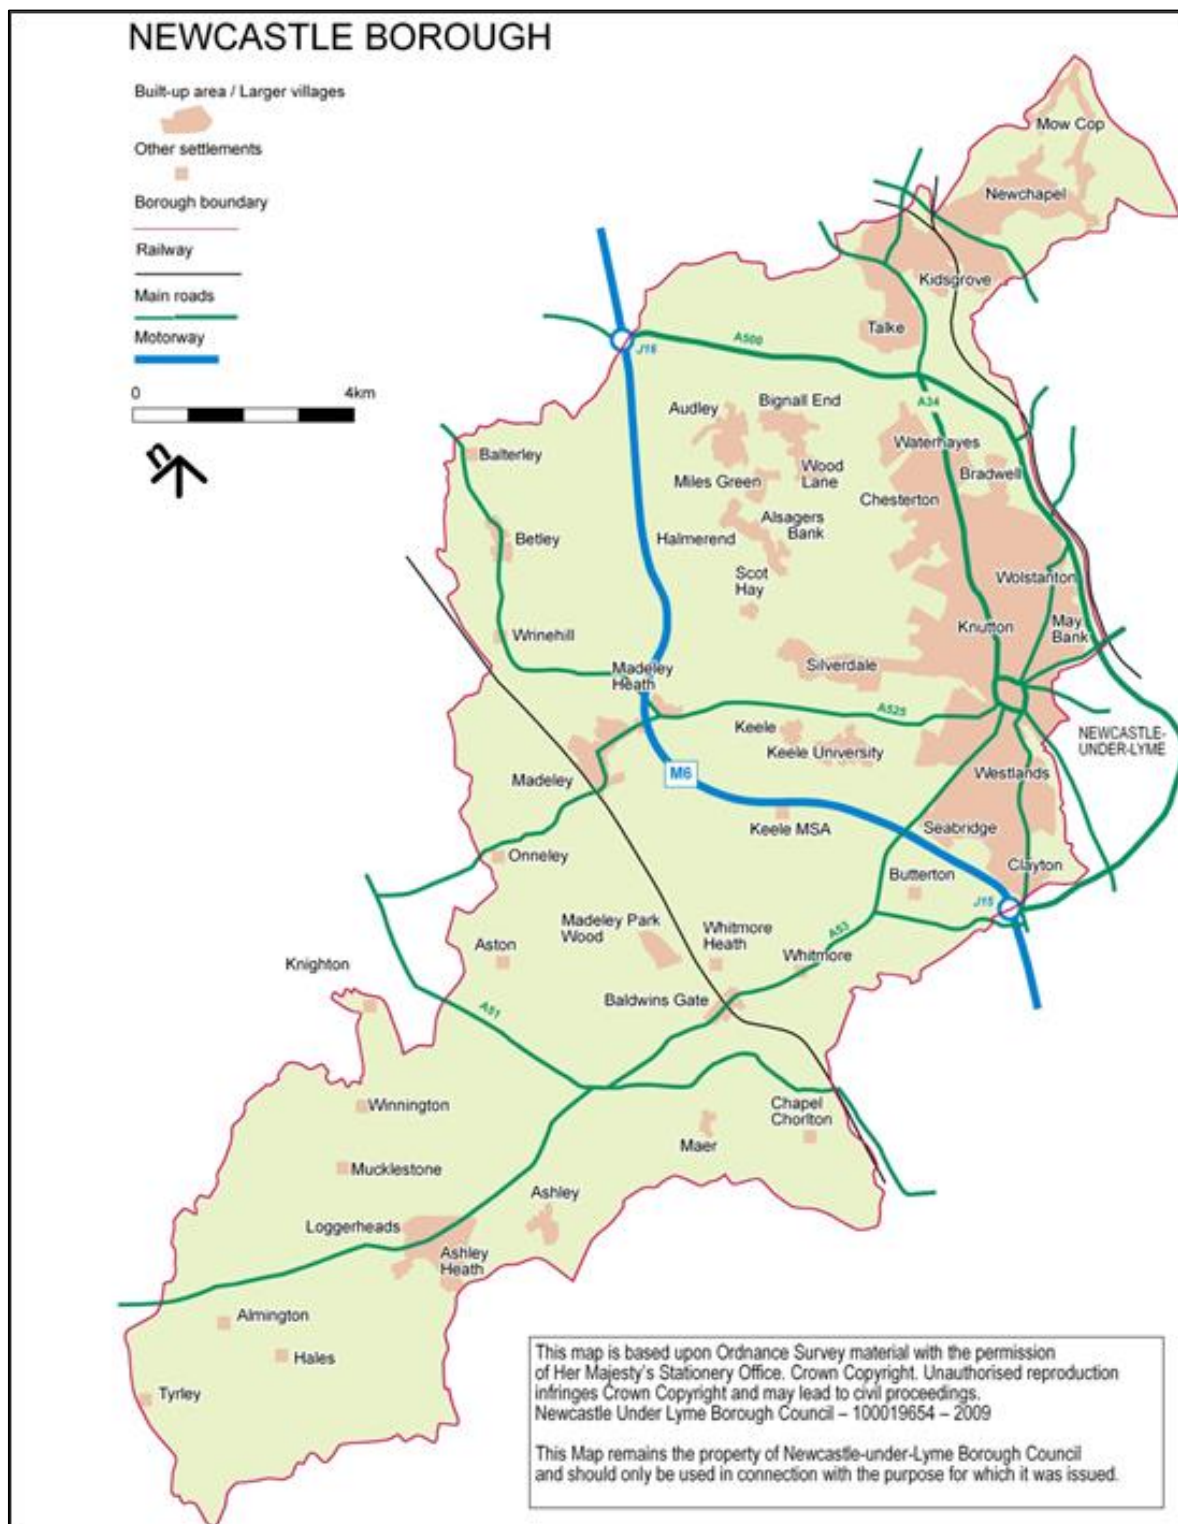 NEWCASTLE BOROUGH
Built-up area / Larger villages
Other settlements
Borough boundary
Railway
Main roads
Motorway
0 4km
n
Mow Cop
Newchapel
Kidsgrove
Talke
J16
A500
A34
Audley
Bignall End
Waterhayes
Balterley
Wood
Lane
Bradwell
Miles Green
Chesterton
Alsagers
Bank
Betley
Halmerend
Scot
Hay
Wolstanton
Wrinehill
Knutton
May
Bank
Madeley
Heath
Silverdale
A525
Keele
Keele University
NEWCASTLE-
UNDER-LYME
Madeley
M6
Westlands
Keele MSA
Seabridge
Onneley
Butterton
Clayton
J15
Madeley Park
Wood
Whitmore
Heath
A53
Aston
Whitmore
Knighton
Baldwins Gate
A51
Winnington
Chapel
Chorlton
Maer
Mucklestone
Ashley
Loggerheads
Ashley
Heath
Almington
Hales
Tyrley
This map is based upon Ordnance Survey material with the permission
of Her Majesty's Stationery Office. Crown Copyright. Unauthorised reproduction
infringes Crown Copyright and may lead to civil proceedings.
Newcastle Under Lyme Borough Council – 100019654 – 2009
This Map remains the property of Newcastle-under-Lyme Borough Council
and should only be used in connection with the purpose for which it was issued.